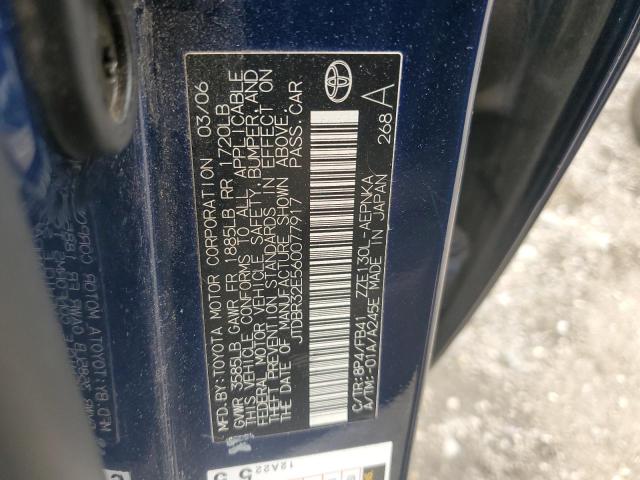 MFD.BY:TOYOTA MOTOR CORPORATION 03/06
GVWR 3585LB GAWR FR 1885LB RR 1720LB
THIS VEHICLE CONFORMS TO ALL APPLICABLE
FEDERAL MOTOR VEHICLE SAFETY, BUMPER, AND
THEFT PREVENTION STANDARDS IN EFFECT ON
THE DATE OF MANUFACTURE SHOWN ABOVE.
JTDBR32E560077917 PASS.CAR
C/TR:8P4/FB41 ZZE130L-AEPNKA
A/TM:-01A/A245E MADE IN JAPAN 268 A
12A22
5